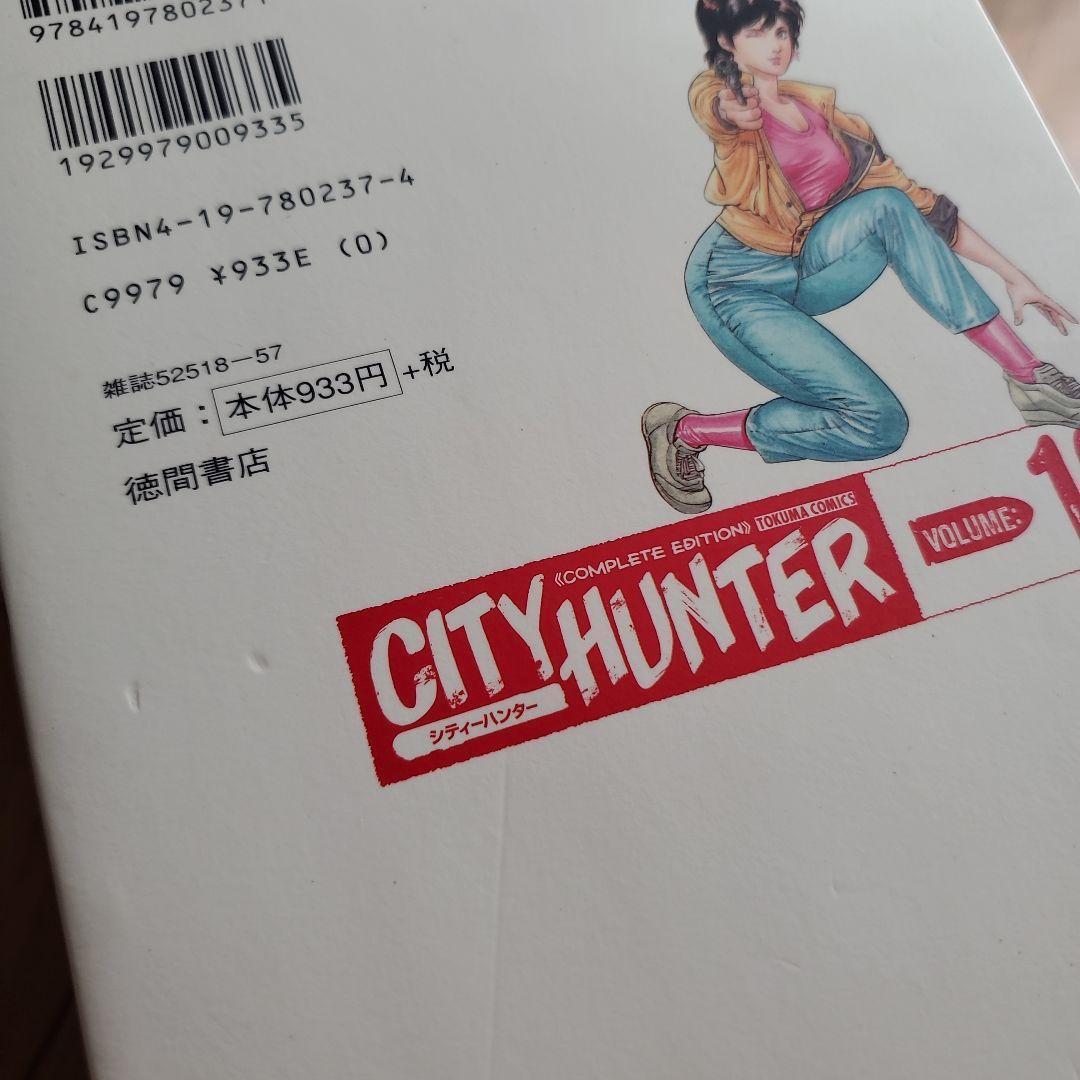 9784197802371
1929979009335
ISBN4-19-780237-4
C9979 ¥933E (0)
雑誌52518-57
定価：本体933円+税
徳間書店
《COMPLETE EDITION》 TOKUMA COMICS
CITY HUNTER
シティーハンター
VOLUME: